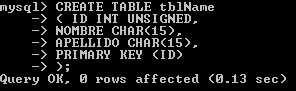 mysql> CREATE TABLE tblName
-> ( ID INT UNSIGNED,
-> NOMBRE CHAR(15),
-> APELLIDO CHAR(15),
-> PRIMARY KEY (ID)
-> );
Query OK, 0 rows affected (0.13 sec)